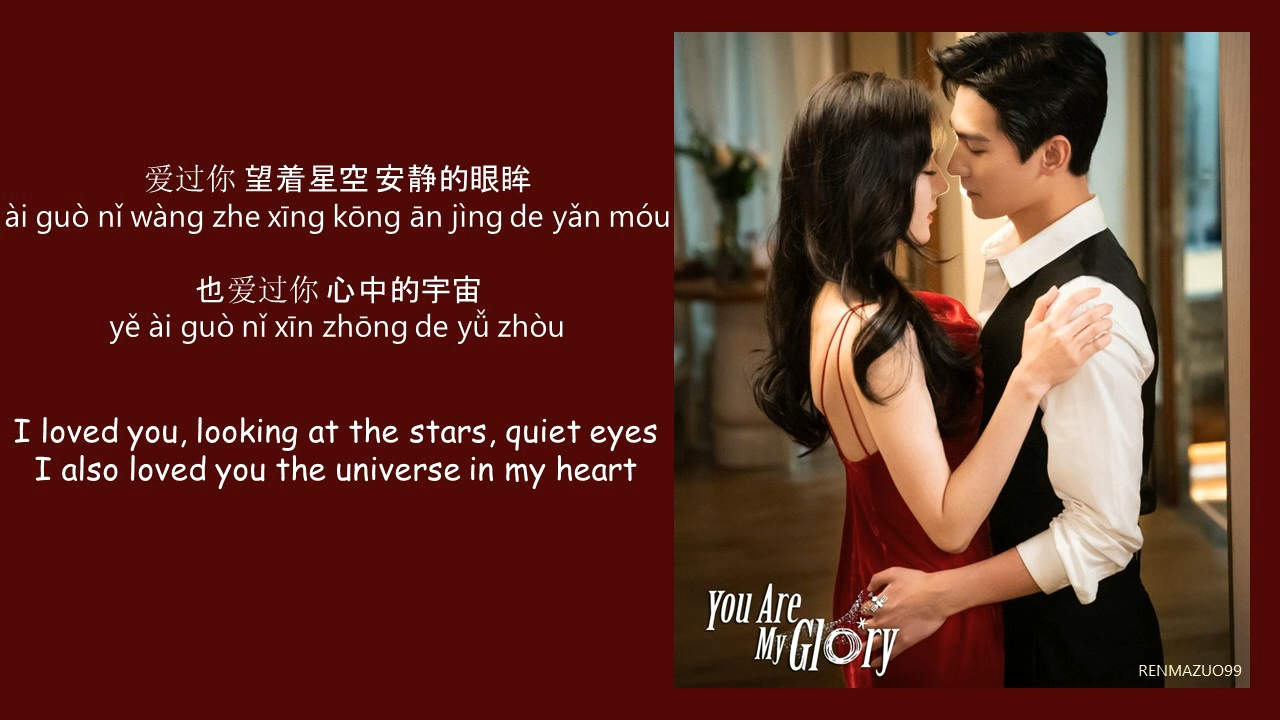 爱过你 望着星空 安静的眼眸
ài guò nǐ wàng zhe xīng kōng ān jìng de yǎn móu
也爱过你 心中的宇宙
yě ài guò nǐ xīn zhōng de yǚ zhòu
I loved you, looking at the stars, quiet eyes
I also loved you the universe in my heart
You Are
My Glory
RENMAZUO99